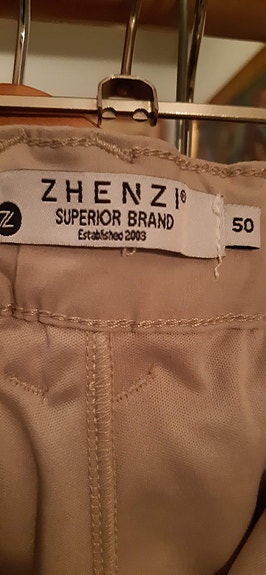 ZHENZI®
SUPERIOR BRAND
Established 2003
Z
50